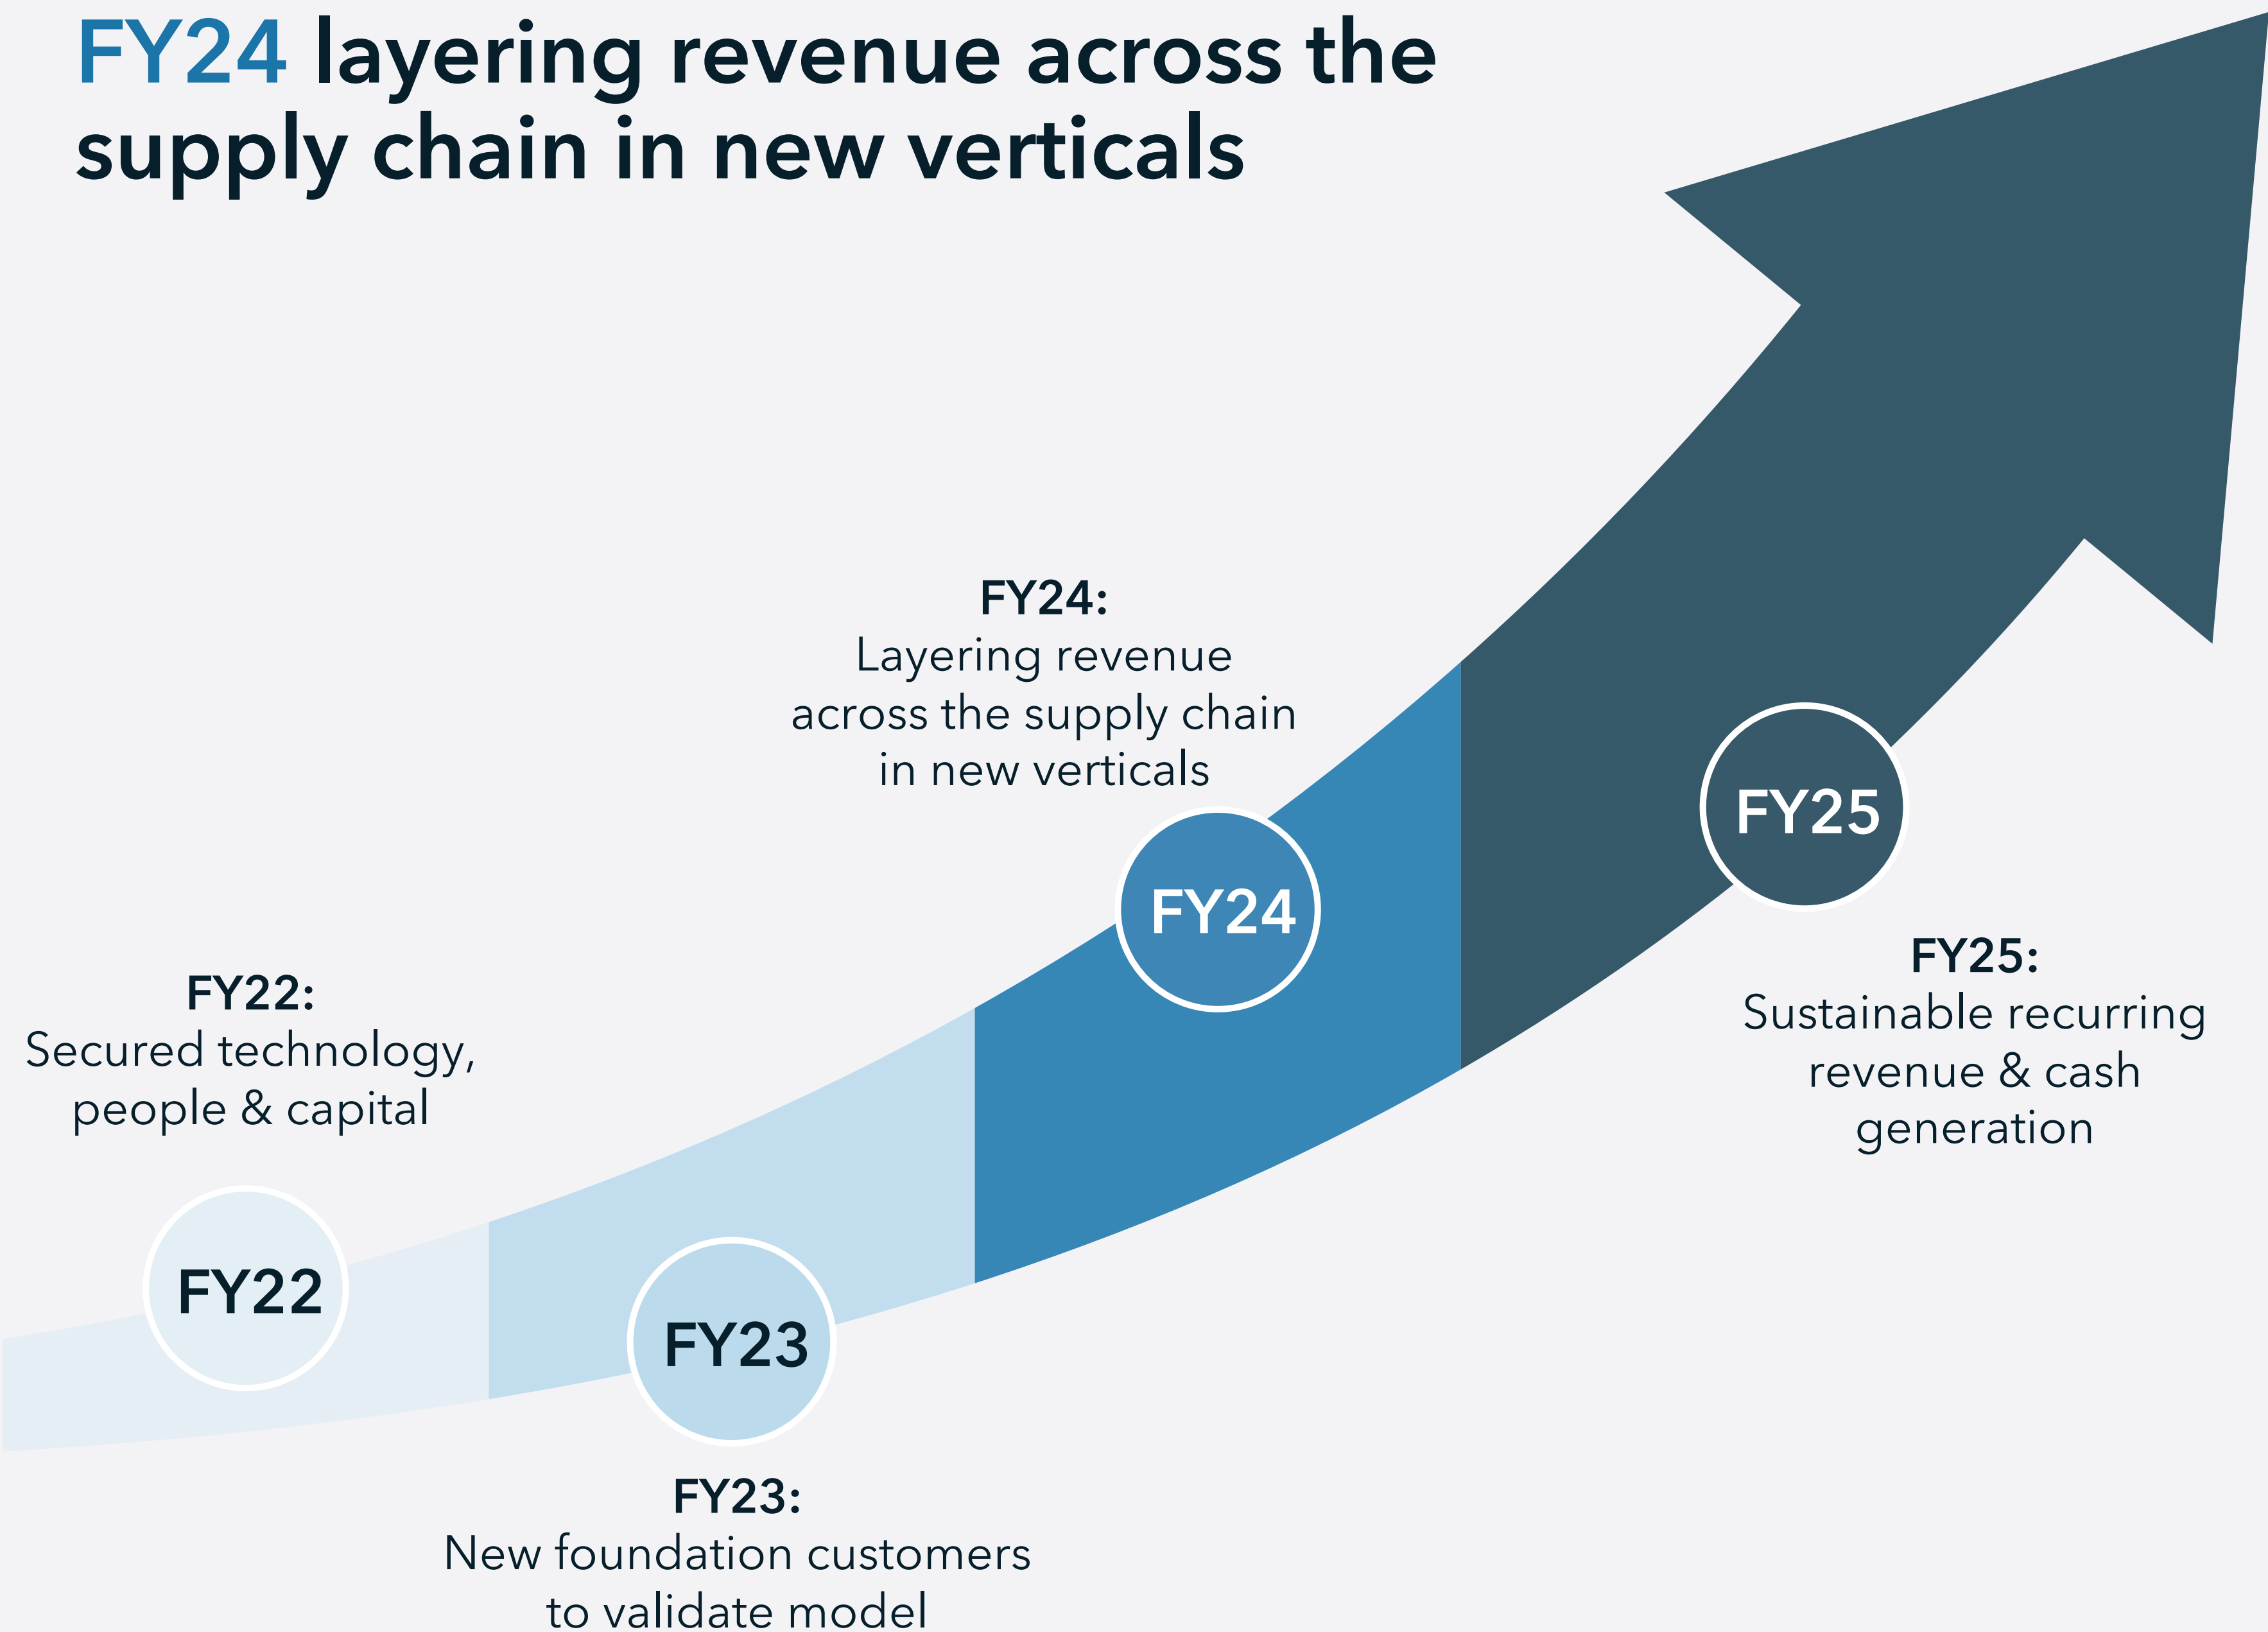 FY24 layering revenue across the
supply chain in new verticals
FY24:
Layering revenue
across the supply chain
in new verticals
FY24
FY25
FY25:
Sustainable recurring
revenue & cash
generation
FY22:
Secured technology,
people & capital
FY22
FY23
FY23:
New foundation customers
to validate model